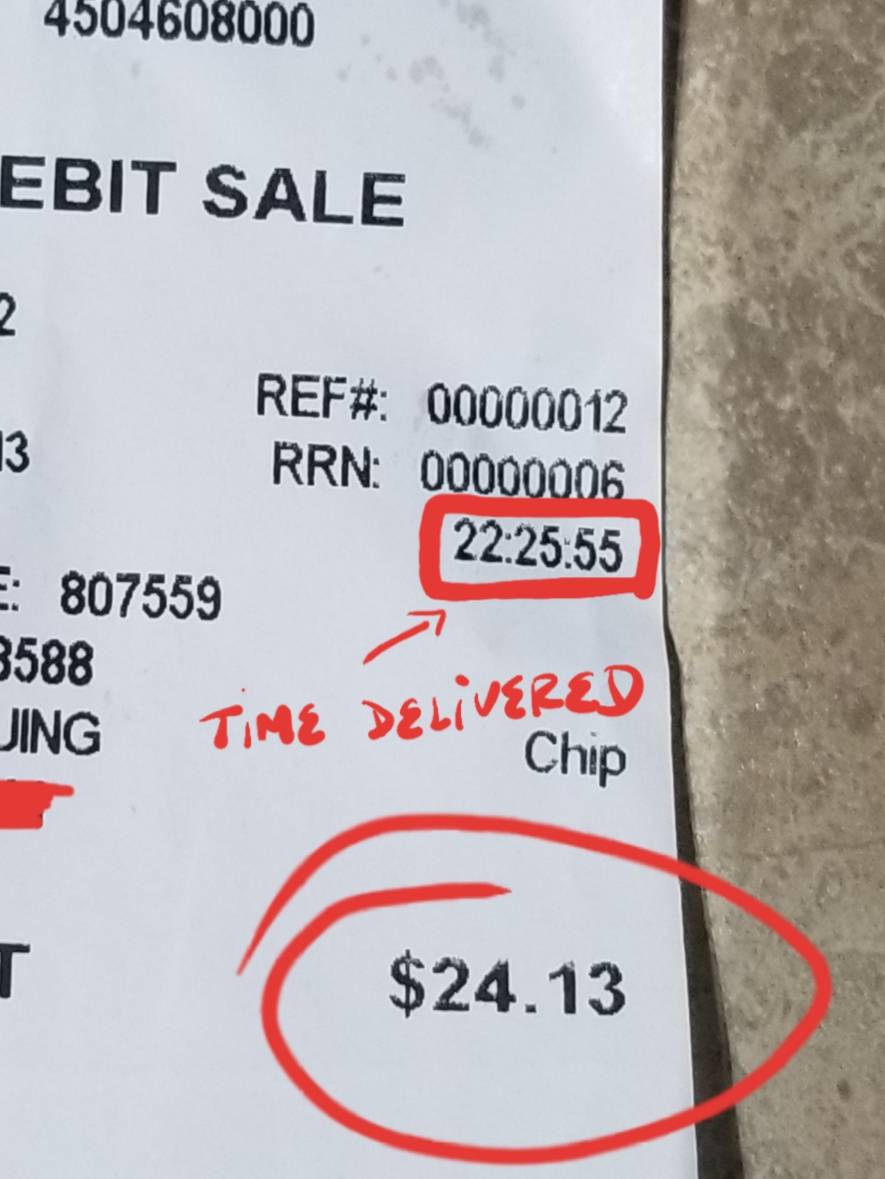 4504608000
EBIT SALE
2
REF#: 00000012
13
RRN: 00000006
22:25:55
E: 807559
3588
TIME DELIVERED
JING
Chip
T
$24.13